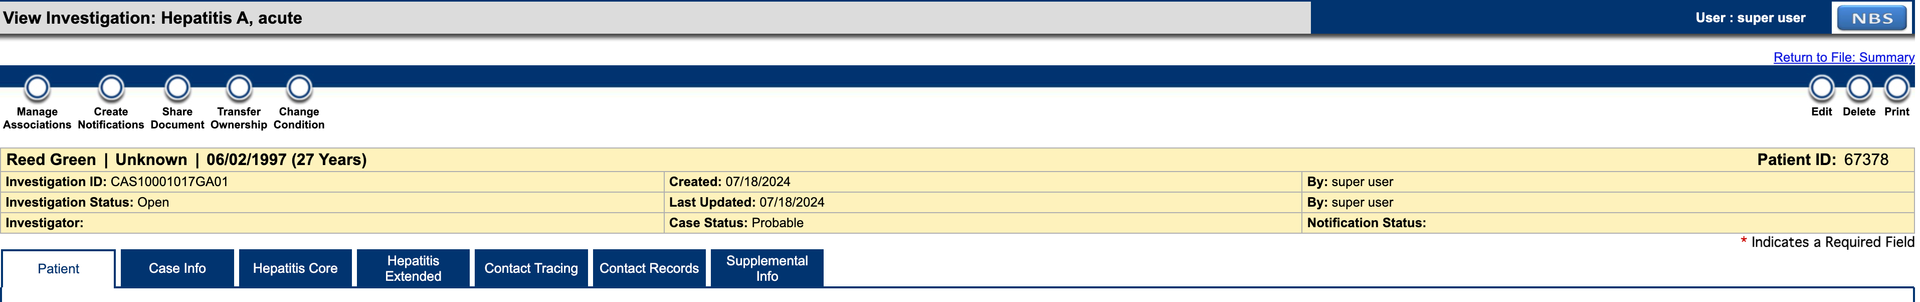 View Investigation: Hepatitis A, acute
User : super user
NBS
Return to File: Summary
Manage Associations
Create Notifications
Share Document
Transfer Ownership
Change Condition
Edit
Delete
Print
Reed Green | Unknown | 06/02/1997 (27 Years)
Patient ID: 67378
Investigation ID: CAS10001017GA01
Created: 07/18/2024
By: super user
Investigation Status: Open
Last Updated: 07/18/2024
By: super user
Investigator:
Case Status: Probable
Notification Status:
* Indicates a Required Field
Patient
Case Info
Hepatitis Core
Hepatitis Extended
Contact Tracing
Contact Records
Supplemental Info